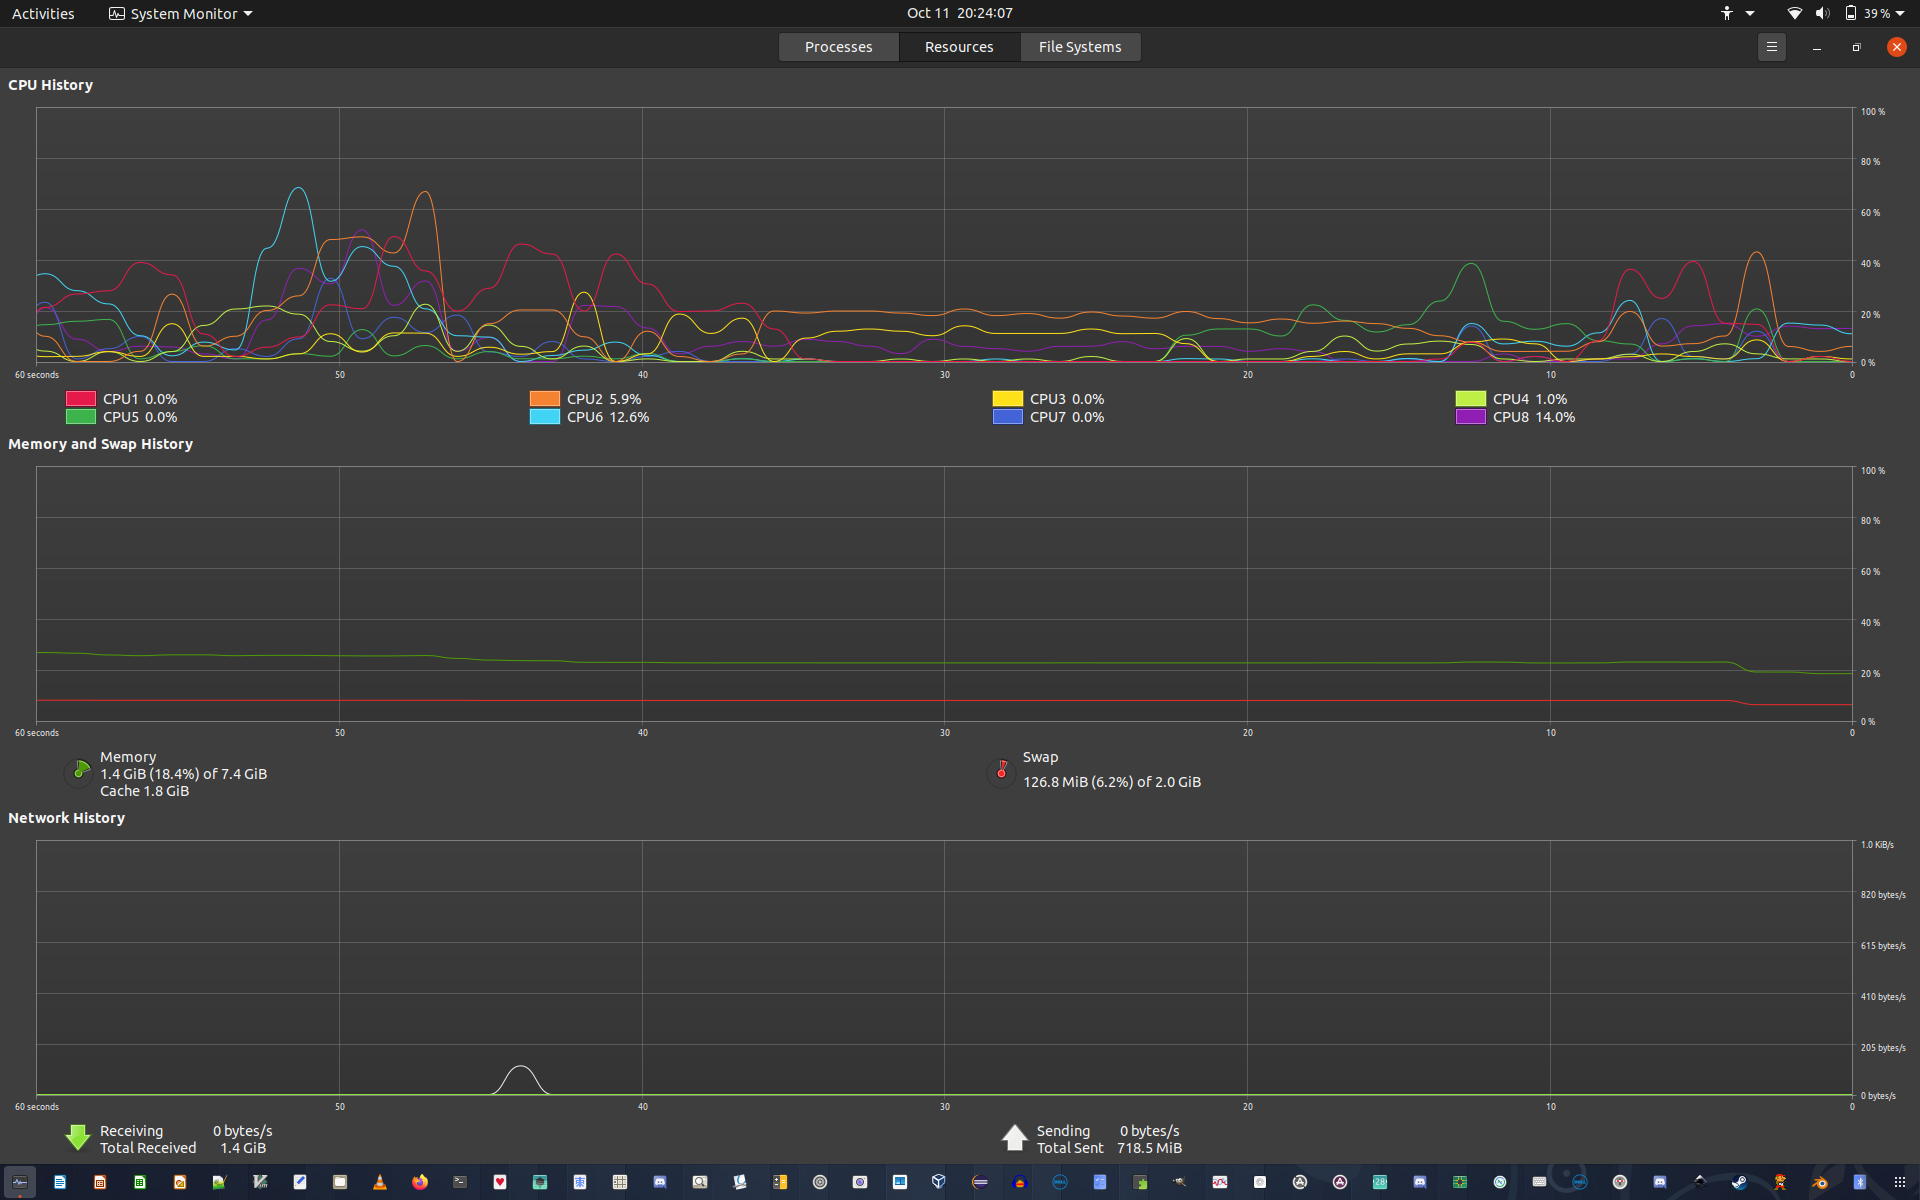 Activities
System Monitor
Oct 11 20:24:07
39 %
Processes
Resources
File Systems
CPU History
100 %
80 %
60 %
40 %
20 %
0 %
60 seconds 50 40 30 20 10 0
CPU1 0.0%
CPU2 5.9%
CPU3 0.0%
CPU4 1.0%
CPU5 0.0%
CPU6 12.6%
CPU7 0.0%
CPU8 14.0%
Memory and Swap History
100 %
80 %
60 %
40 %
20 %
0 %
60 seconds 50 40 30 20 10 0
Memory
1.4 GiB (18.4%) of 7.4 GiB
Cache 1.8 GiB
Swap
126.8 MiB (6.2%) of 2.0 GiB
Network History
1.0 KiB/s
820 bytes/s
615 bytes/s
410 bytes/s
205 bytes/s
0 bytes/s
60 seconds 50 40 30 20 10 0
Receiving 0 bytes/s
Total Received 1.4 GiB
Sending 0 bytes/s
Total Sent 718.5 MiB